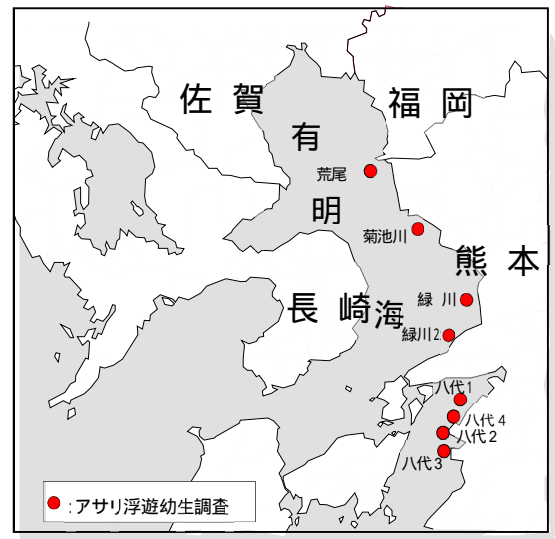 佐賀
福岡
有明海
荒尾
菊池川
熊本
緑川
長崎
緑川2
八代1
八代4
八代2
八代3
:アサリ浮遊幼生調査